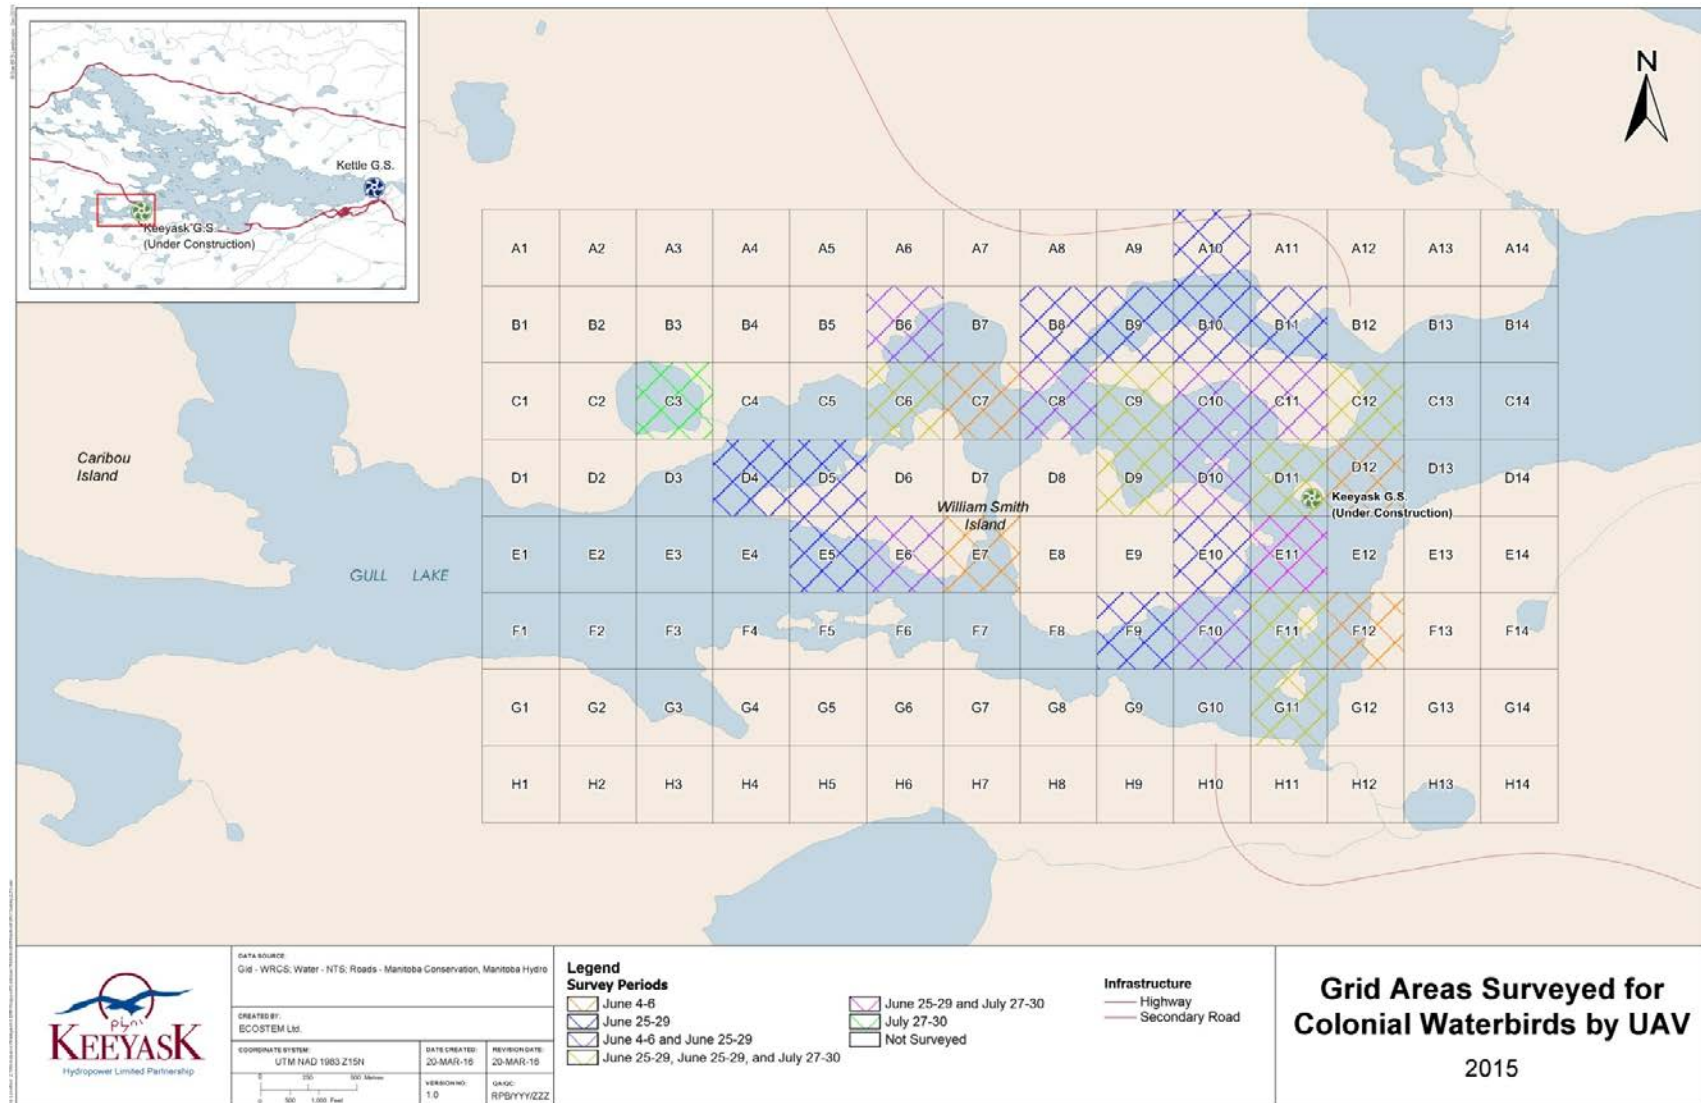 N
Kettle G.S.
Keeyask G.S.
(Under Construction)
A1 A2 A3 A4 A5 A6 A7 A8 A9 A10 A11 A12 A13 A14
B1 B2 B3 B4 B5 B6 B7 B8 B9 B10 B11 B12 B13 B14
C1 C2 C3 C4 C5 C6 C7 C8 C9 C10 C11 C12 C13 C14
Caribou
Island
D1 D2 D3 D4 D5 D6 D7 D8 D9 D10 D11 D12 D13 D14
William Smith
Island
Keeyask G.S.
(Under Construction)
E1 E2 E3 E4 E5 E6 E7 E8 E9 E10 E11 E12 E13 E14
GULL LAKE
F1 F2 F3 F4 F5 F6 F7 F8 F9 F10 F11 F12 F13 F14
G1 G2 G3 G4 G5 G6 G7 G8 G9 G10 G11 G12 G13 G14
H1 H2 H3 H4 H5 H6 H7 H8 H9 H10 H11 H12 H13 H14
KEEYASK
Hydropower Limited Partnership
DATA SOURCE:
Gid - WRCS; Water - NTS; Roads - Manitoba Conservation, Manitoba Hydro
CREATED BY:
ECOSTEM Ltd.
COORDINATE SYSTEM:
UTM NAD 1983 Z15N
DATE CREATED:
20-MAR-16
REVISION DATE:
20-MAR-16
0 250 500 Metres
0 500 1,000 Feet
VERSION NO:
1.0
QA/QC:
RPB/YYY/ZZZ
Legend
Survey Periods
June 4-6
June 25-29
June 4-6 and June 25-29
June 25-29, June 25-29, and July 27-30
June 25-29 and July 27-30
July 27-30
Not Surveyed
Infrastructure
Highway
Secondary Road
Grid Areas Surveyed for
Colonial Waterbirds by UAV
2015